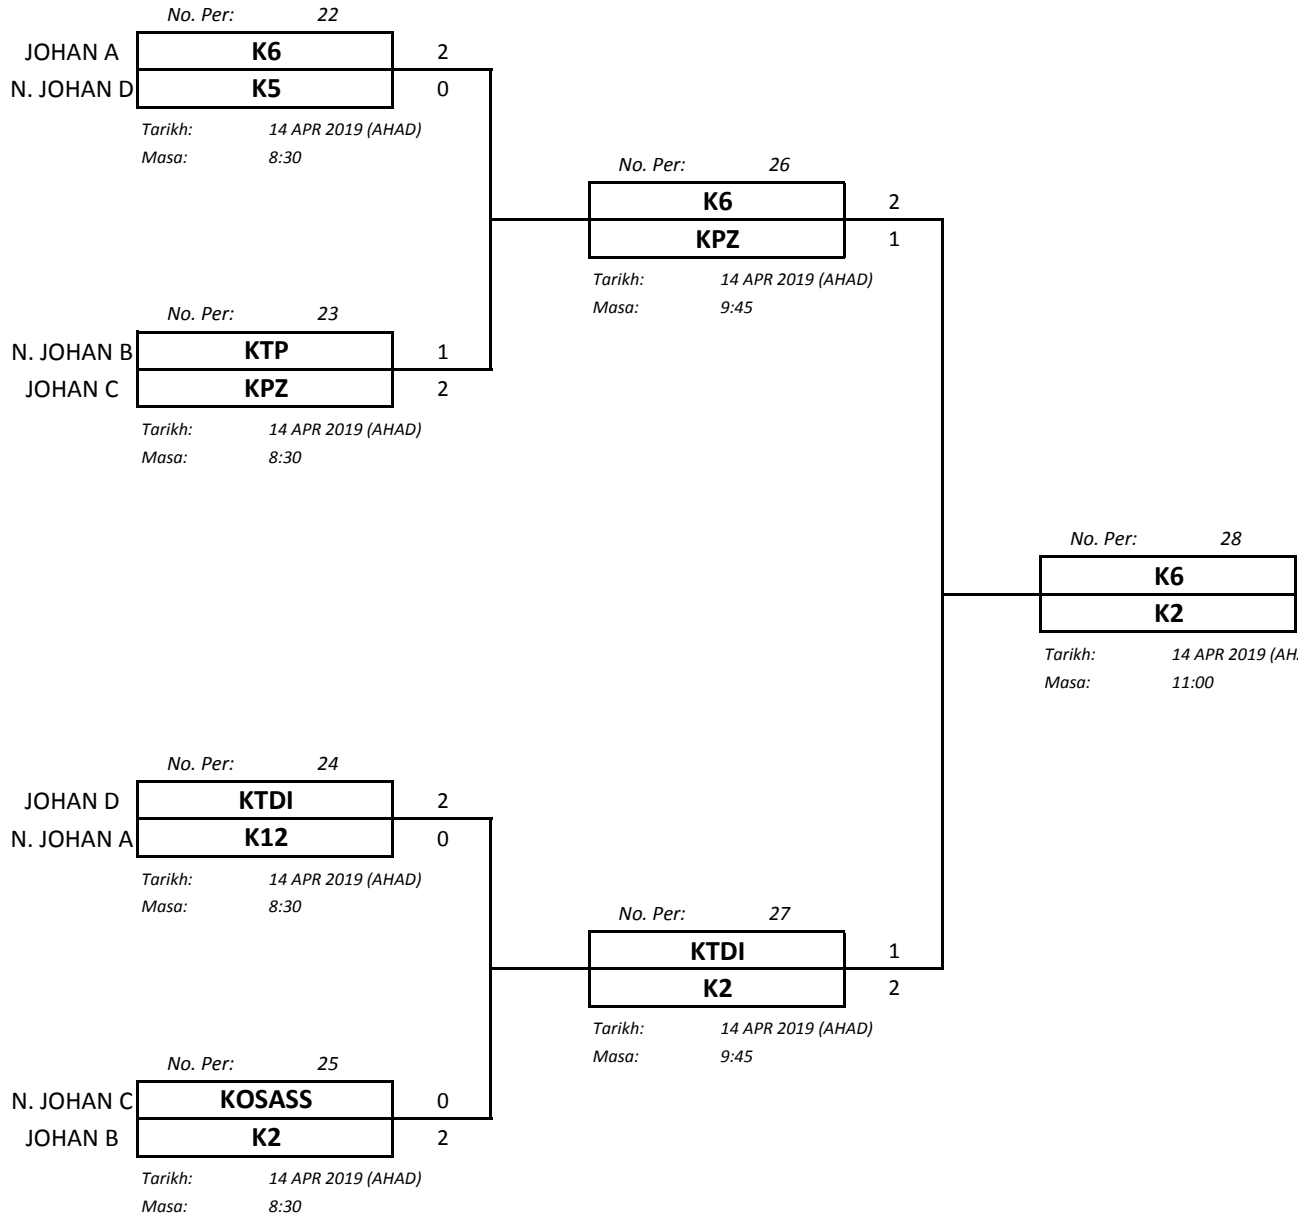 No. Per: 22
JOHAN A K6 2
N. JOHAN D K5 0
Tarikh: 14 APR 2019 (AHAD)
Masa: 8:30
No. Per: 26
K6 2
KPZ 1
Tarikh: 14 APR 2019 (AHAD)
Masa: 9:45
No. Per: 23
N. JOHAN B KTP 1
JOHAN C KPZ 2
Tarikh: 14 APR 2019 (AHAD)
Masa: 8:30
No. Per: 28
K6
K2
Tarikh: 14 APR 2019 (AH
Masa: 11:00
No. Per: 24
JOHAN D KTDI 2
N. JOHAN A K12 0
Tarikh: 14 APR 2019 (AHAD)
Masa: 8:30
No. Per: 27
KTDI 1
K2 2
Tarikh: 14 APR 2019 (AHAD)
Masa: 9:45
No. Per: 25
N. JOHAN C KOSASS 0
JOHAN B K2 2
Tarikh: 14 APR 2019 (AHAD)
Masa: 8:30